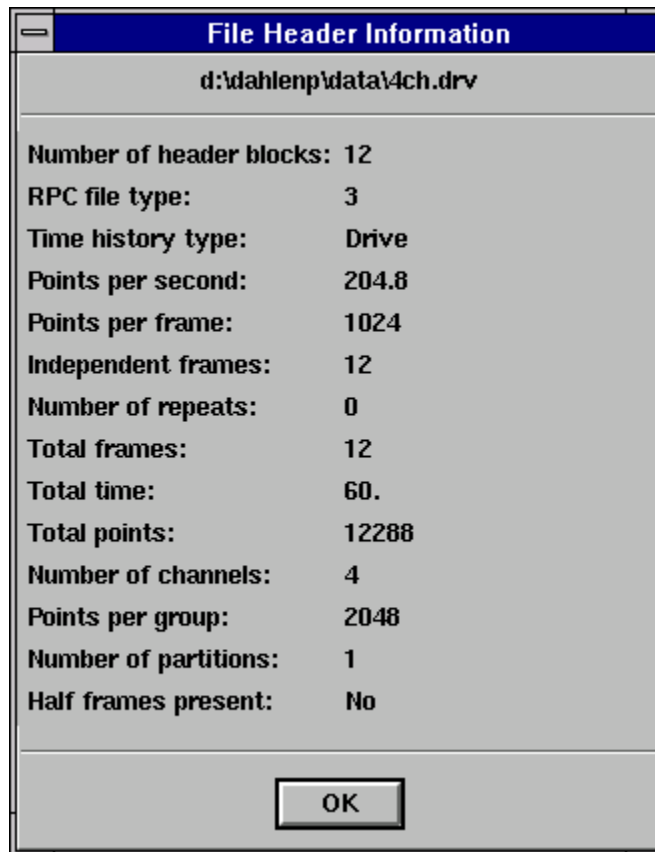 File Header Information
d:\dahlenp\data\4ch.drv
Number of header blocks: 12
RPC file type: 3
Time history type: Drive
Points per second: 204.8
Points per frame: 1024
Independent frames: 12
Number of repeats: 0
Total frames: 12
Total time: 60.
Total points: 12288
Number of channels: 4
Points per group: 2048
Number of partitions: 1
Half frames present: No
OK